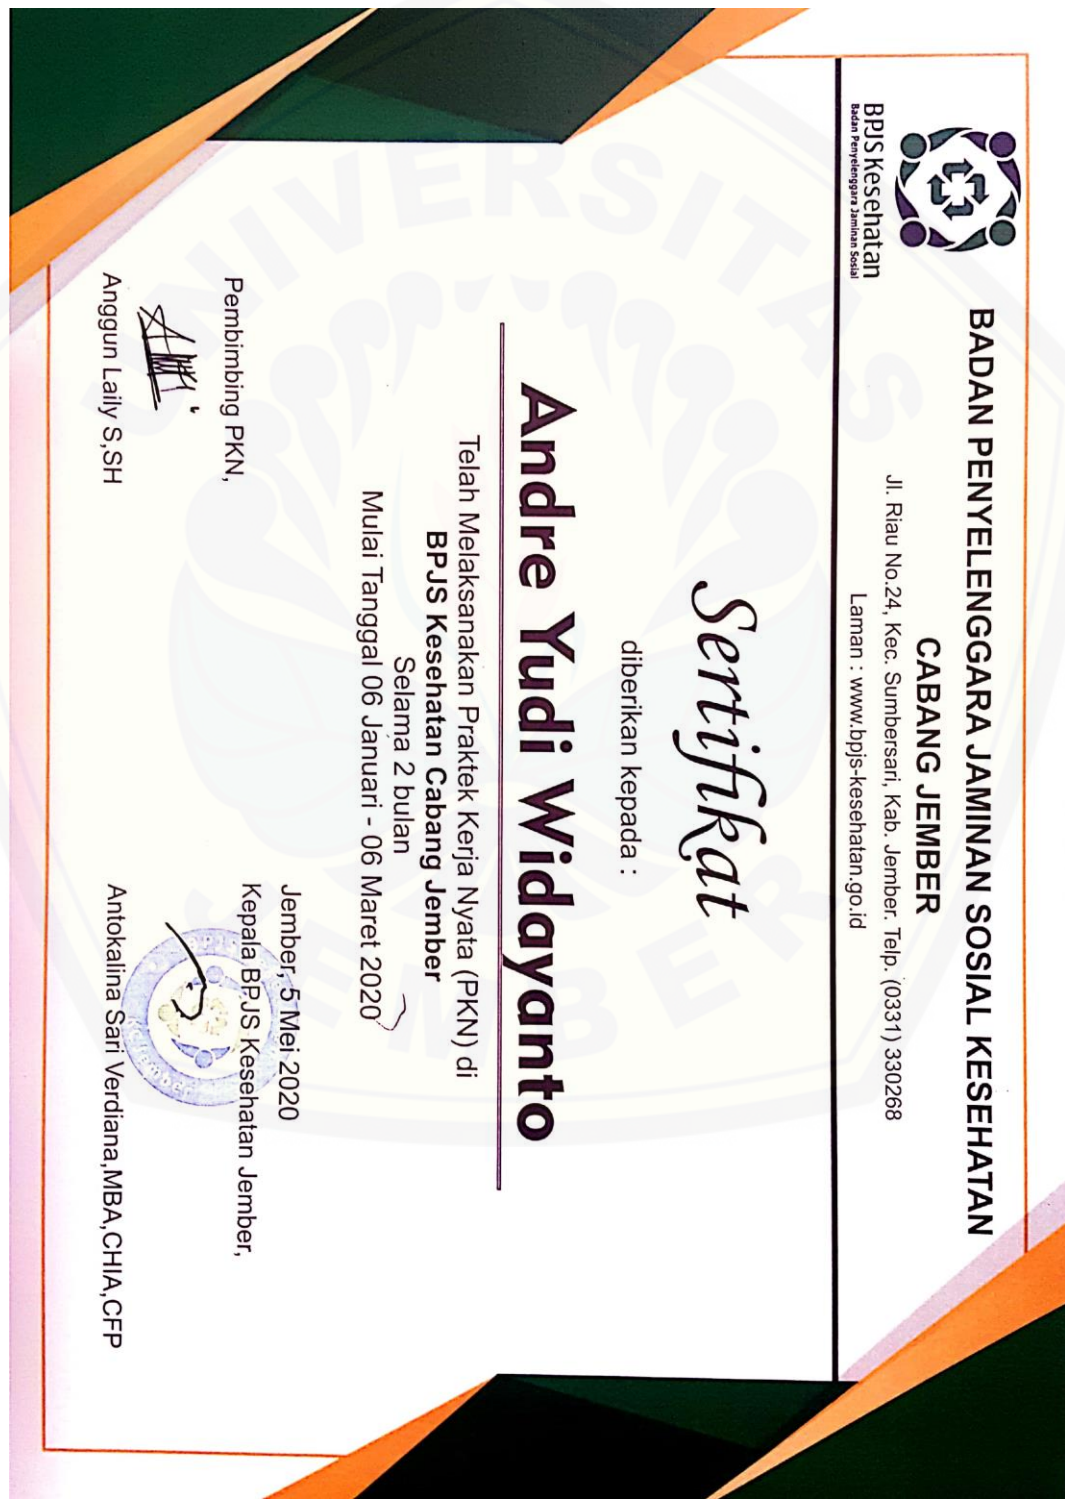 BPJS Kesehatan
Badan Penyelenggara Jaminan Sosial
BADAN PENYELENGGARA JAMINAN SOSIAL KESEHATAN
CABANG JEMBER
Jl. Riau No.24, Kec. Sumbersari, Kab. Jember. Telp. (0331) 330268
Laman : www.bpjs-kesehatan.go.id
Sertifikat
diberikan kepada :
Andre Yudi Widayanto
Telah Melaksanakan Praktek Kerja Nyata (PKN) di
BPJS Kesehatan Cabang Jember
Selama 2 bulan
Mulai Tanggal 06 Januari - 06 Maret 2020
Pembimbing PKN,
Anggun Laily S,SH
Jember, 5 Mei 2020
Kepala BPJS Kesehatan Jember,
Antokalina Sari Verdiana,MBA,CHIA,CFP
UNIVERSITAS
JEMBER